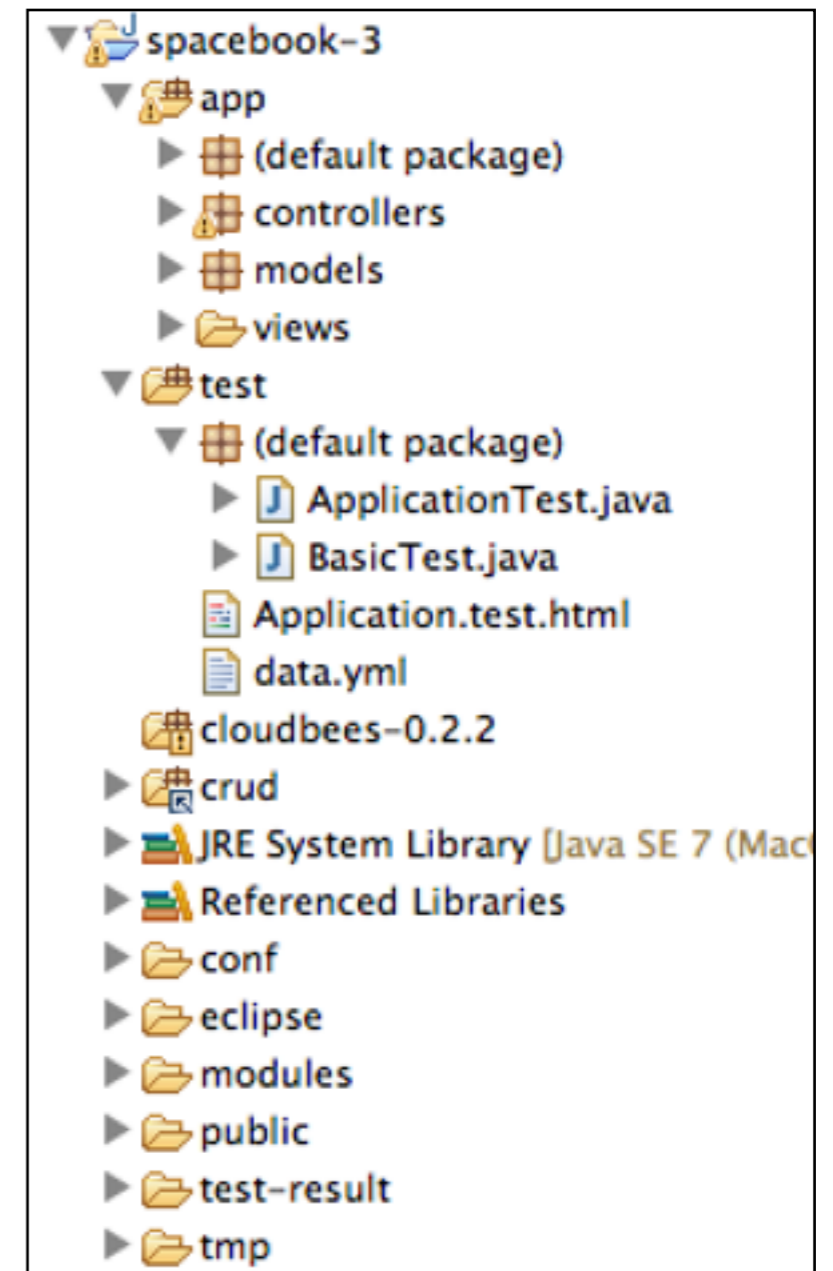 spacebook-3
app
(default package)
controllers
models
views
test
(default package)
ApplicationTest.java
BasicTest.java
Application.test.html
data.yml
cloudbees-0.2.2
crud
JRE System Library [Java SE 7 (Mac
Referenced Libraries
conf
eclipse
modules
public
test-result
tmp